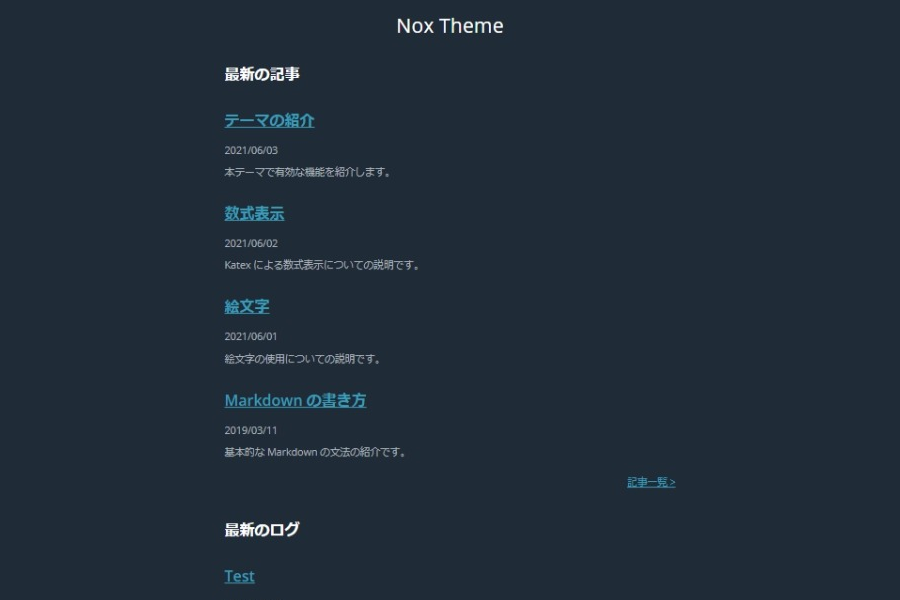 Nox Theme
最新の記事
テーマの紹介
2021/06/03
本テーマで有効な機能を紹介します。
数式表示
2021/06/02
Katex による数式表示についての説明です。
絵文字
2021/06/01
絵文字の使用についての説明です。
Markdown の書き方
2019/03/11
基本的な Markdown の文法の紹介です。
記事一覧 >
最新のログ
Test